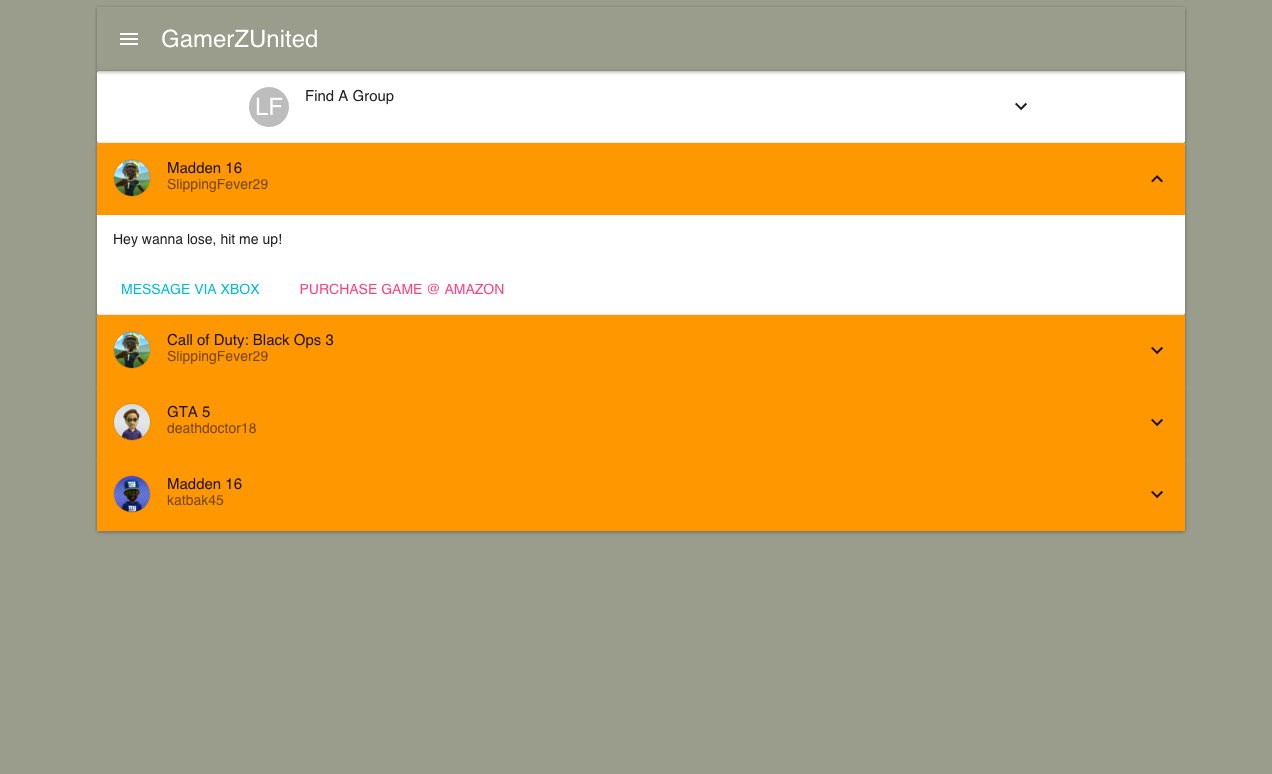 GamerZUnited
LF
Find A Group
Madden 16
SlippingFever29
Hey wanna lose, hit me up!
MESSAGE VIA XBOX PURCHASE GAME @ AMAZON
Call of Duty: Black Ops 3
SlippingFever29
GTA 5
deathdoctor18
Madden 16
katbak45